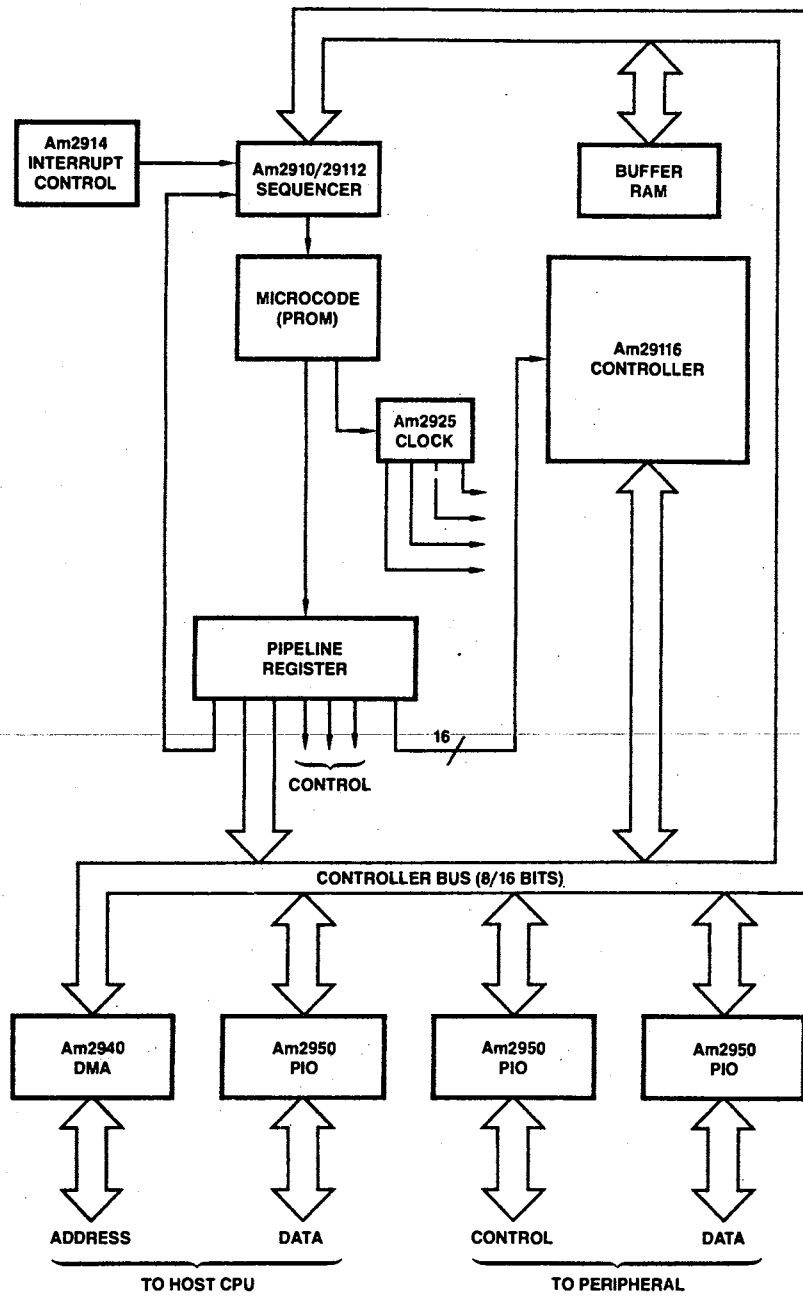 Am2914
INTERRUPT
CONTROL
Am2910/29112
SEQUENCER
BUFFER
RAM
MICROCODE
(PROM)
Am29116
CONTROLLER
Am2925
CLOCK
PIPELINE
REGISTER
16
CONTROL
CONTROLLER BUS (8/16 BITS)
Am2940
DMA
Am2950
PIO
Am2950
PIO
Am2950
PIO
ADDRESS
DATA
CONTROL
DATA
TO HOST CPU
TO PERIPHERAL